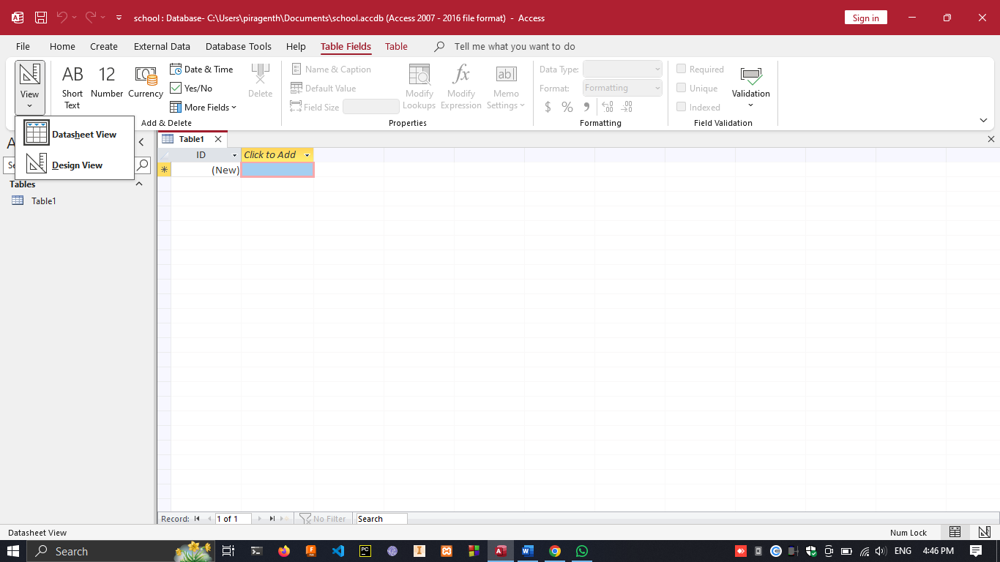 school : Database- C:\Users\piragenth\Documents\school.accdb (Access 2007 - 2016 file format) - Access
Sign in
File Home Create External Data Database Tools Help Table Fields Table Tell me what you want to do
View
AB Short Text
12 Number
Currency
Date & Time
Yes/No
More Fields
Delete
Add & Delete
Name & Caption
Default Value
Field Size
Modify Lookups
fx Modify Expression
ab Memo Settings
Properties
Data Type:
Format: Formatting
$ % , .00 .00
Formatting
Required
Unique
Indexed
Validation
Field Validation
Datasheet View
Design View
A
Se
Tables
Table1
Table1
ID Click to Add
* (New)
Record: 1 of 1 No Filter Search
Datasheet View Num Lock
Search PC W ENG 4:46 PM